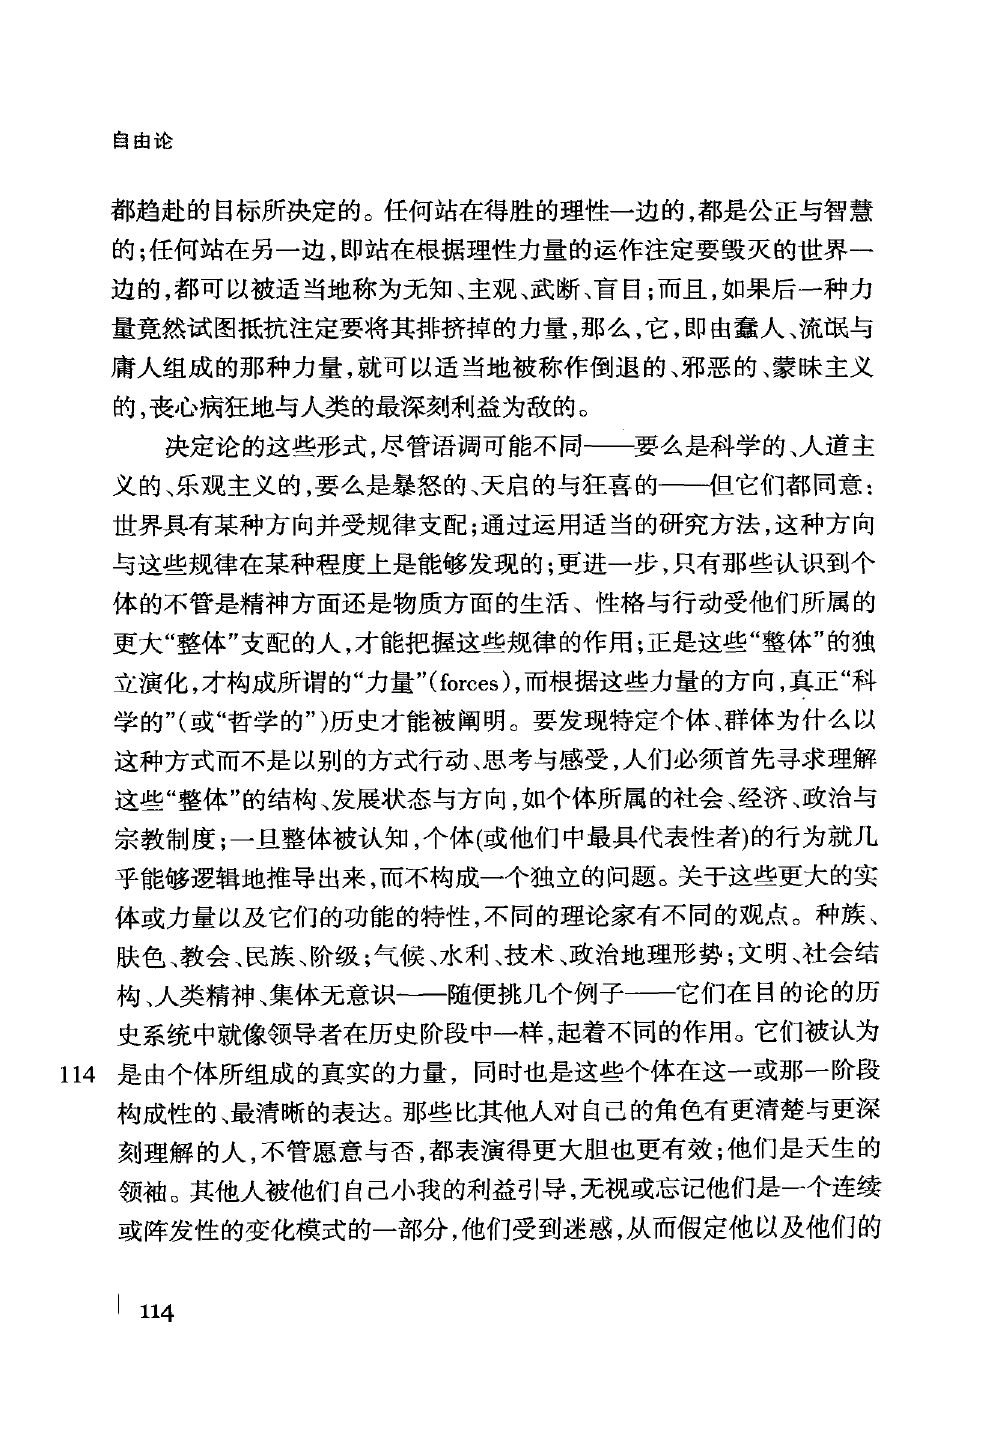 自由论
都趋赴的目标所决定的。任何站在得胜的理性一边的,都是公正与智慧
的;任何站在另一边,即站在根据理性力量的运作注定要毁灭的世界一
边的,都可以被适当地称为无知、主观、武断、盲目;而且,如果后一种力
量竟然试图抵抗注定要将其排挤掉的力量,那么,它,即由蠢人、流氓与
庸人组成的那种力量,就可以适当地被称作倒退的、邪恶的、蒙昧主义
的,丧心病狂地与人类的最深刻利益为敌的。
决定论的这些形式,尽管语调可能不同——要么是科学的、人道主
义的、乐观主义的,要么是暴怒的、天启的与狂喜的——但它们都同意:
世界具有某种方向并受规律支配;通过运用适当的研究方法,这种方向
与这些规律在某种程度上是能够发现的;更进一步,只有那些认识到个
体的不管是精神方面还是物质方面的生活、性格与行动受他们所属的
更大“整体”支配的人,才能把握这些规律的作用;正是这些“整体”的独
立演化,才构成所谓的“力量”(forces),而根据这些力量的方向,真正“科
学的”(或“哲学的”)历史才能被阐明。要发现特定个体、群体为什么以
这种方式而不是以别的方式行动、思考与感受,人们必须首先寻求理解
这些“整体”的结构、发展状态与方向,如个体所属的社会、经济、政治与
宗教制度;一旦整体被认知,个体(或他们中最具代表性者)的行为就几
乎能够逻辑地推导出来,而不构成一个独立的问题。关于这些更大的实
体或力量以及它们的功能的特性,不同的理论家有不同的观点。种族、
肤色、教会、民族、阶级;气候、水利、技术、政治地理形势;文明、社会结
构、人类精神、集体无意识——随便挑几个例子——它们在目的论的历
史系统中就像领导者在历史阶段中一样,起着不同的作用。它们被认为
114 是由个体所组成的真实的力量,同时也是这些个体在这一或那一阶段
构成性的、最清晰的表达。那些比其他人对自己的角色有更清楚与更深
刻理解的人,不管愿意与否,都表演得更大胆也更有效;他们是天生的
领袖。其他人被他们自己小我的利益引导,无视或忘记他们是一个连续
或阵发性的变化模式的一部分,他们受到迷惑,从而假定他以及他们的
114